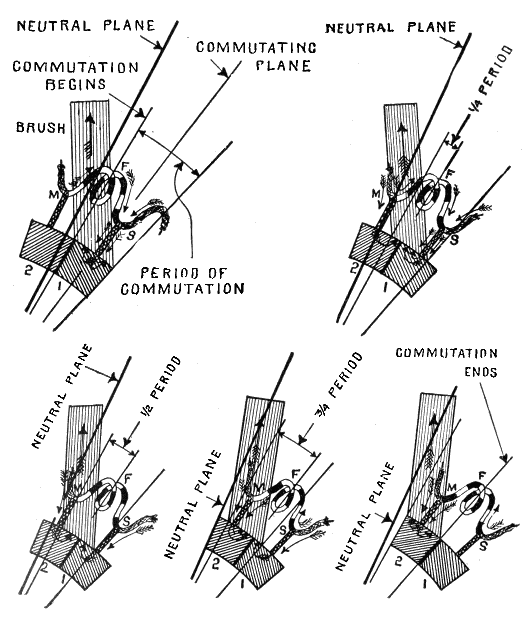 NEUTRAL PLANE
COMMUTATION
BEGINS
BRUSH
COMMUTATING
PLANE
M
F
S
2
1
PERIOD OF
COMMUTATION
NEUTRAL PLANE
1/4 PERIOD
M
F
S
2
1
NEUTRAL PLANE
1/2 PERIOD
M
F
S
2
1
NEUTRAL PLANE
3/4 PERIOD
M
F
S
2
1
COMMUTATION
ENDS
NEUTRAL PLANE
M
F
S
2
1